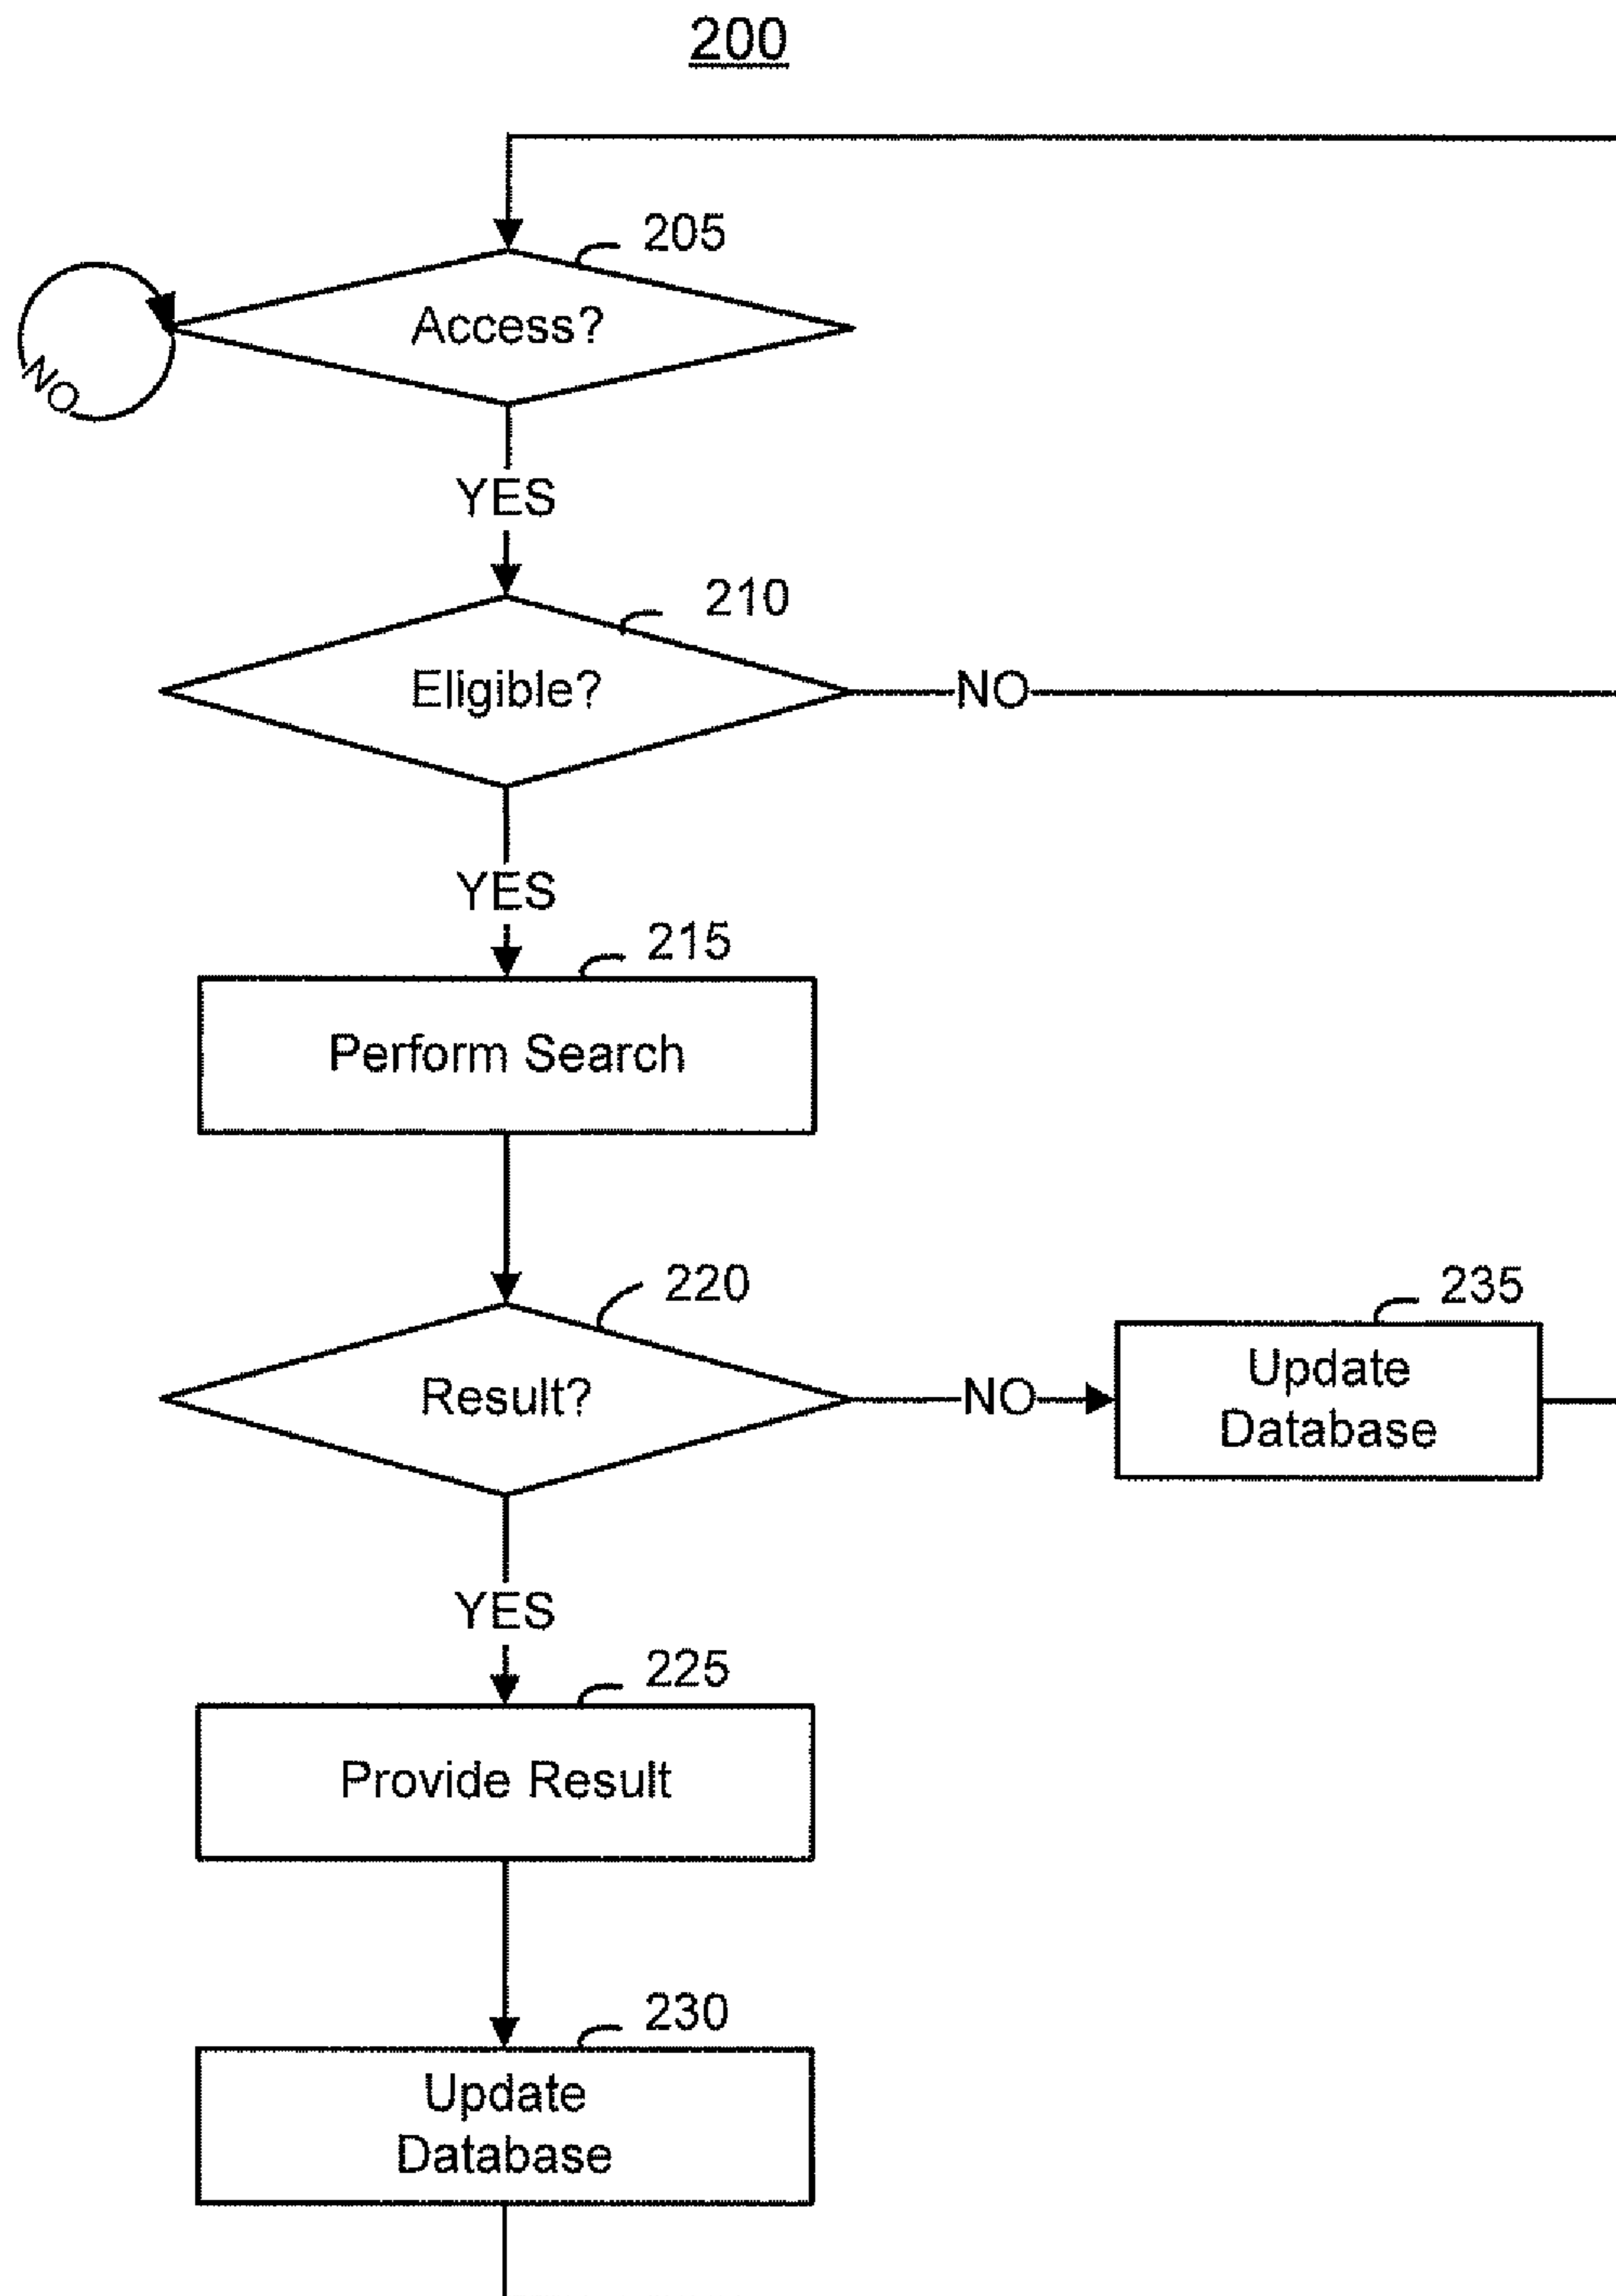 200
205
Access?
NO
YES
210
Eligible?
NO
YES
215
Perform Search
220
Result?
NO
235
Update
Database
YES
225
Provide Result
230
Update
Database